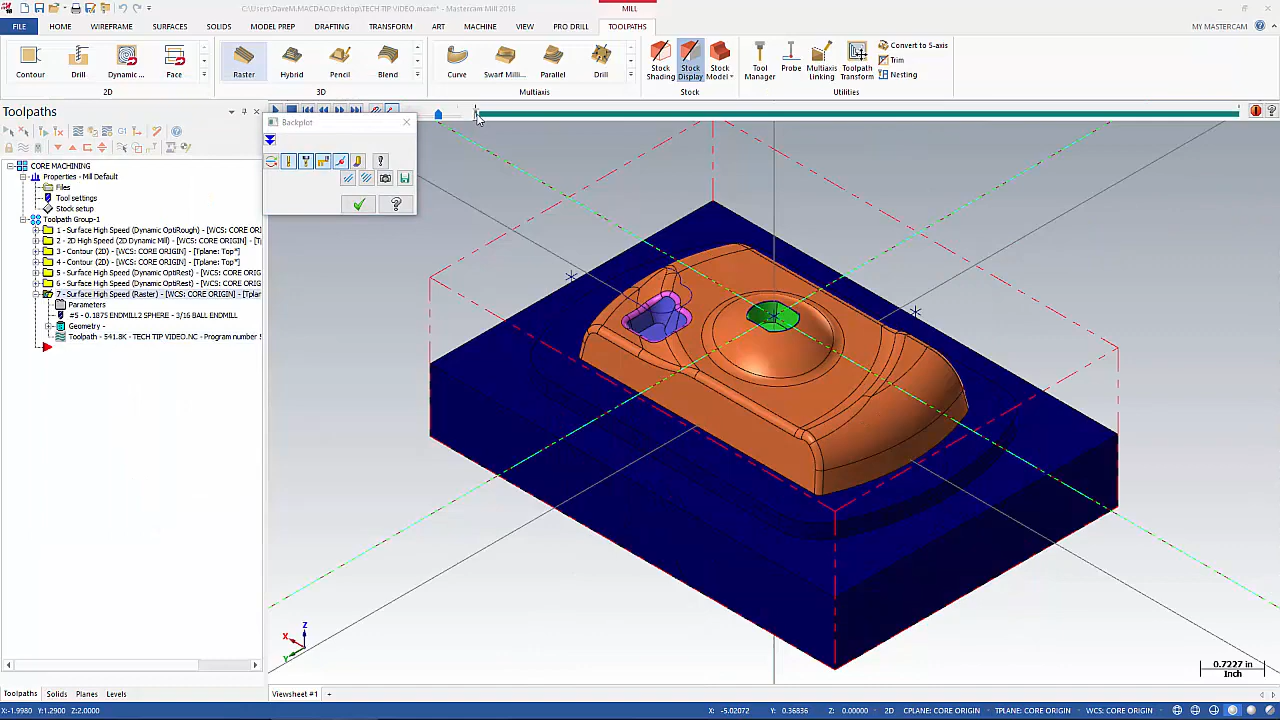 C:\Users\DaveM.MACDAC\Desktop\TECH TIP VIDEO.mcam* - Mastercam Mill 2018
MILL
FILE HOME WIREFRAME SURFACES SOLIDS MODEL PREP DRAFTING TRANSFORM ART MACHINE VIEW PRO DRILL TOOLPATHS MY MASTERCAM
Contour Drill Dynamic ... Face Raster Hybrid Pencil Blend Curve Swarf Milli... Parallel Drill Stock Shading Stock Display Stock Model Tool Manager Probe Multiaxis Linking Toolpath Transform
Convert to 5-axis
Trim
Nesting
2D 3D Multiaxis Stock Utilities
Toolpaths
Backplot
G1
CORE MACHINING
Properties - Mill Default
Files
Tool settings
Stock setup
Toolpath Group-1
1 - Surface High Speed (Dynamic OptiRough) - [WCS: CORE OR
2 - 2D High Speed (2D Dynamic Mill) - [WCS: CORE ORIGIN] - [T
3 - Contour (2D) - [WCS: CORE ORIGIN] - [Tplane: Top*]
4 - Contour (2D) - [WCS: CORE ORIGIN] - [Tplane: Top*]
5 - Surface High Speed (Dynamic OptiRest) - [WCS: CORE ORIG
6 - Surface High Speed (Dynamic OptiRest) - [WCS: CORE ORIG
7 - Surface High Speed (Raster) - [WCS: CORE ORIGIN] - [Tplar
Parameters
#5 - 0.1875 ENDMILL2 SPHERE - 3/16 BALL ENDMILL
Geometry -
Toolpath - 541.8K - TECH TIP VIDEO.NC - Program number
Z
X
Y
0.7227 in
Inch
Toolpaths Solids Planes Levels Viewsheet #1 +
X:-1.9980 Y:1.2900 Z:2.0000 X: -5.02072 Y: 0.36836 Z: 0.00000 2D CPLANE: CORE ORIGIN TPLANE: CORE ORIGIN WCS: CORE ORIGIN